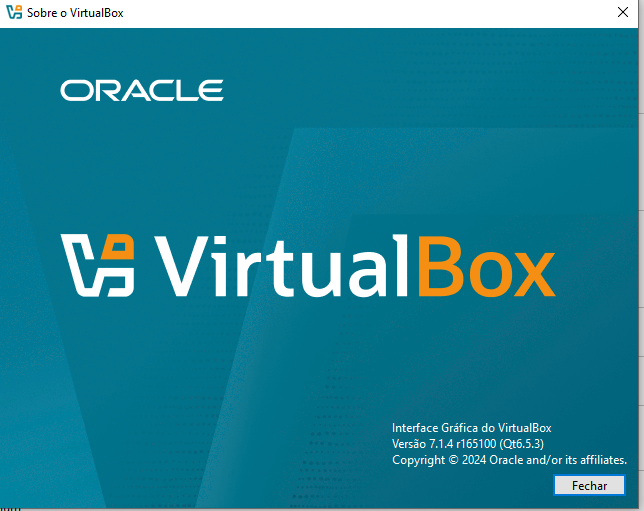 Sobre o VirtualBox
ORACLE
VirtualBox
Interface Gráfica do VirtualBox
Versão 7.1.4 r165100 (Qt6.5.3)
Copyright © 2024 Oracle and/or its affiliates.
Fechar